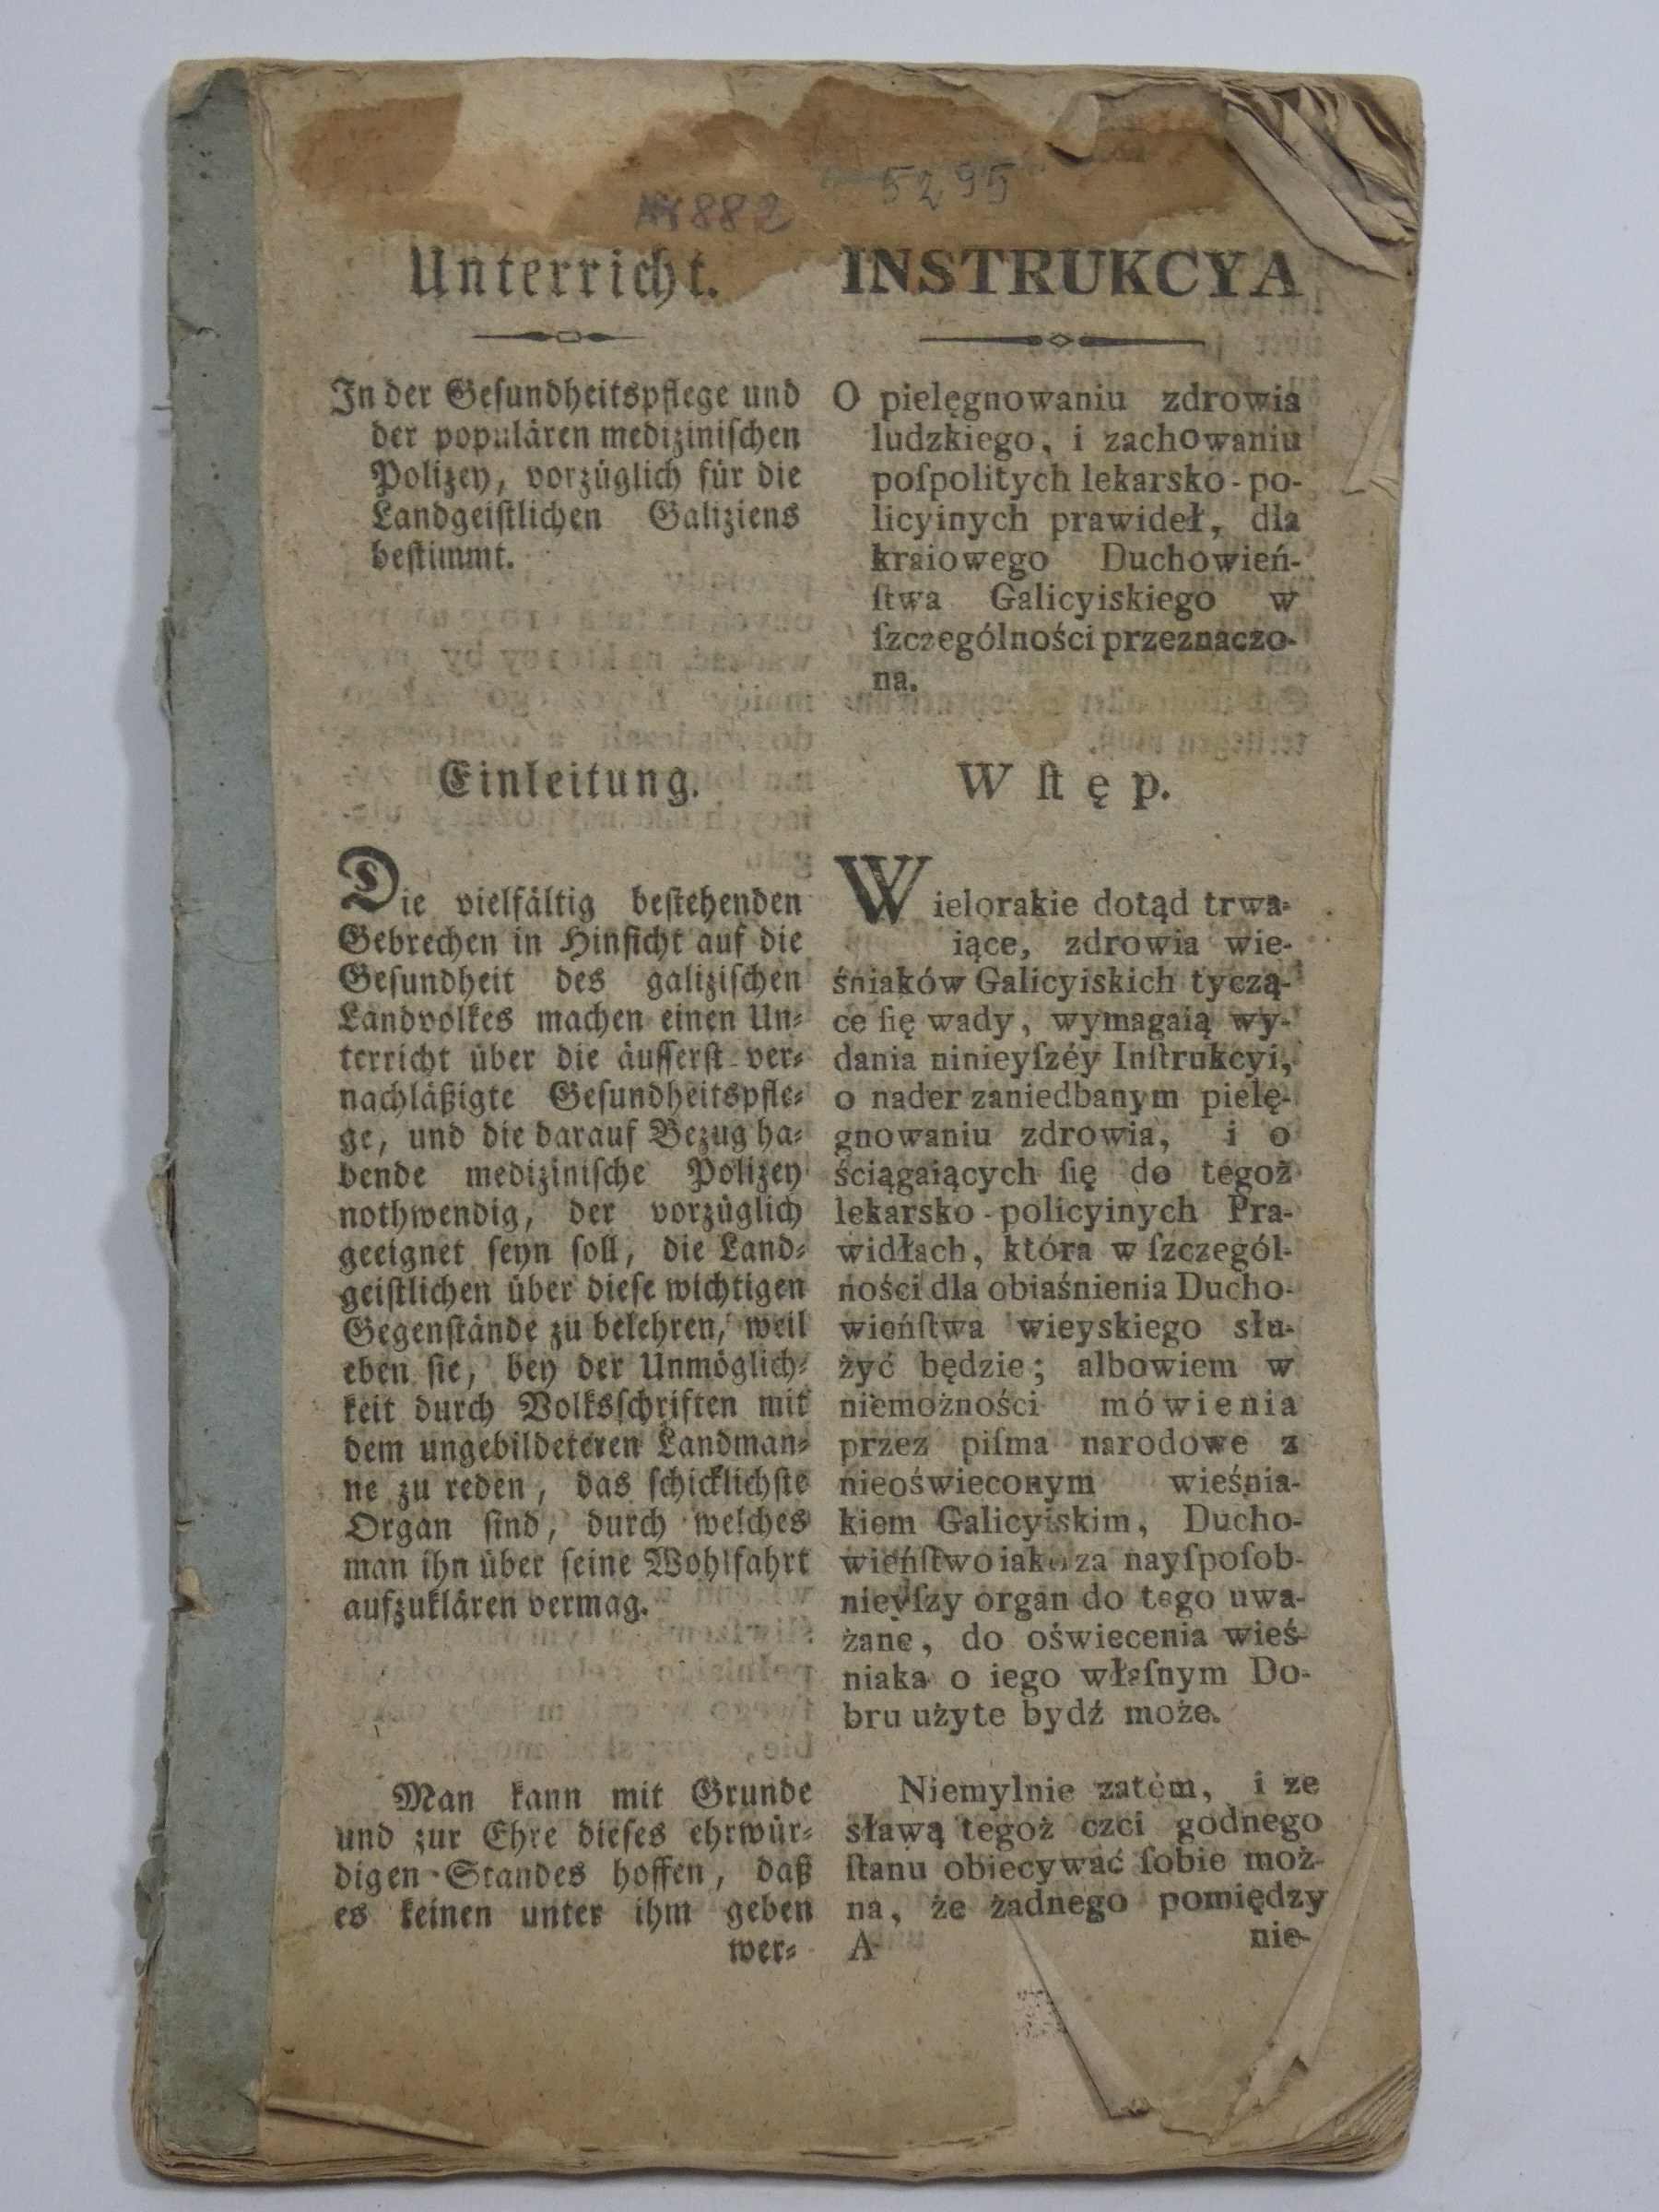 882
5295
Unterricht.
In der Geſundheitspflege und
der populären mediziniſchen
Polizey, vorzüglich für die
Landgeiſtlichen Galiziens
beſtimmt.
Einleitung.
Die vielfältig beſtehenden
Gebrechen in Hinſicht auf die
Geſundheit des galiziſchen
Landvolkes machen einen Un⸗
terricht über die äuſſerſt ver⸗
nachläßigte Geſundheitspfle⸗
ge, und die darauf Bezug ha⸗
bende mediziniſche Polizey
nothwendig, der vorzüglich
geeignet ſeyn ſoll, die Land⸗
geiſtlichen über dieſe wichtigen
Gegenſtände zu belehren, weil
eben ſie, bey der Unmöglich⸗
keit durch Volksſchriften mit
dem ungebildeteren Landman⸗
ne zu reden, das ſchicklichſte
Organ ſind, durch welches
man ihn über ſeine Wohlfahrt
aufzuklären vermag.
Man kann mit Grunde
und zur Ehre dieſes ehrwür⸗
digen Standes hoffen, daß
es keinen unter ihm geben
wer⸗
INSTRUKCYA
O pielęgnowaniu zdrowia
ludzkiego, i zachowaniu
poſpolitych lekarsko-po-
licyinych prawideł, dla
kraiowego Duchowień-
ſtwa Galicyiskiego w
ſzczególności przeznaczo-
na.
Wſtęp.
Wielorakie dotąd trwa-
iące, zdrowia wie-
śniaków Galicyiskich tyczą-
ce ſię wady, wymagaią wy-
dania ninieyſzéy Inſtrukcyi,
o nader zaniedbanym pielę-
gnowaniu zdrowia, i o
ściągaiących ſię do tegoż
lekarsko-policyinych Pra-
widłach, która w ſzczegól-
ności dla obiaśnienia Ducho-
wieńſtwa wieyskiego słu-
żyć będzie; albowiem w
niemożności mówienia
przez piſma narodowe z
nieoświeconym wieśnia-
kiem Galicyiskim, Ducho-
wieńſtwo iako za nayſpoſob-
nieyſzy organ do tego uwa-
żane, do oświecenia wieś-
niaka o iego właſnym Do-
bru użyte bydź może.
Niemylnie zatém, i ze
sławą tegoż czci godnego
ſtanu obiecywać ſobie moż-
na, że żadnego pomiędzy
A nie-